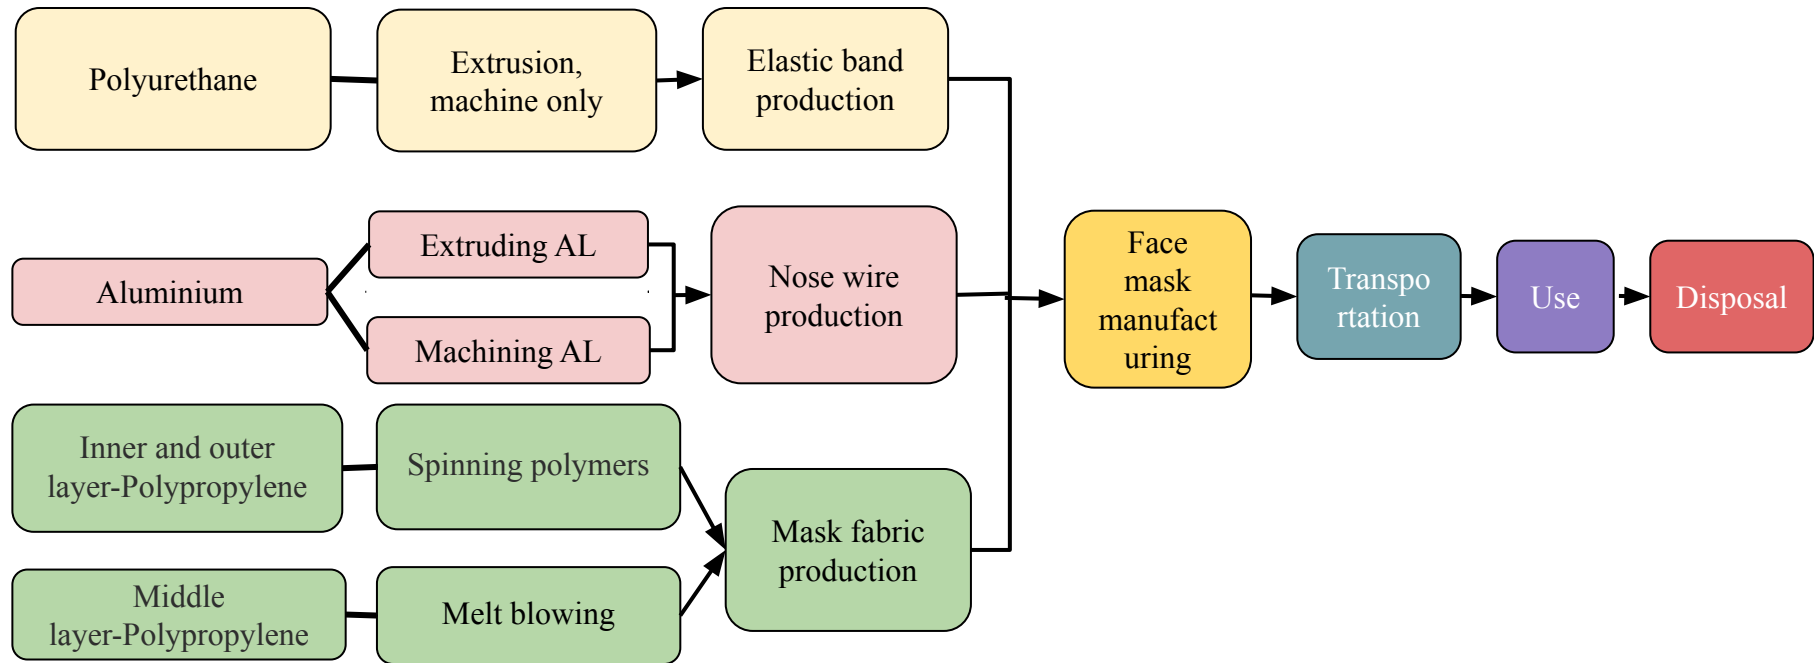 Polyurethane
Extrusion,
machine only
Elastic band
production
Aluminium
Extruding AL
Machining AL
Nose wire
production
Inner and outer
layer-Polypropylene
Spinning polymers
Middle
layer-Polypropylene
Melt blowing
Mask fabric
production
Face
mask
manufact
uring
Transpo
rtation
Use
Disposal